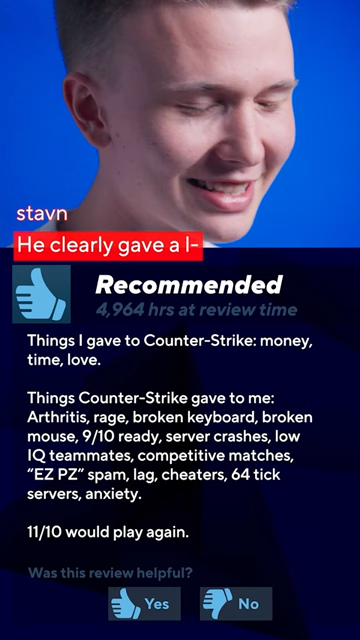 stavn
He clearly gave a l-
Recommended
4,964 hrs at review time
Things I gave to Counter-Strike: money,
time, love.
Things Counter-Strike gave to me:
Arthritis, rage, broken keyboard, broken
mouse, 9/10 ready, server crashes, low
IQ teammates, competitive matches,
“EZ PZ” spam, lag, cheaters, 64 tick
servers, anxiety.
11/10 would play again.
Was this review helpful?
Yes
No